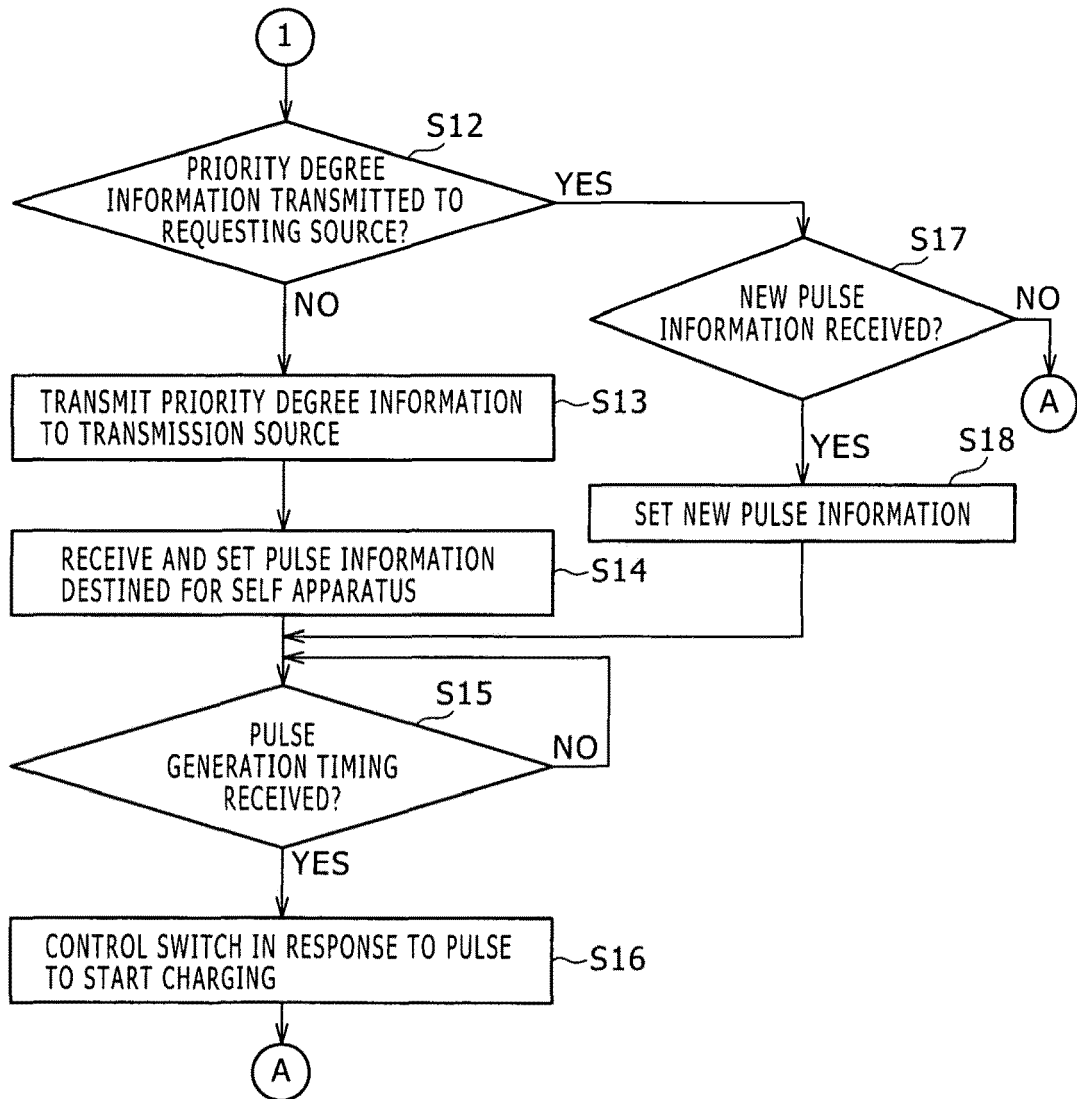 1
S12
PRIORITY DEGREE
INFORMATION TRANSMITTED TO
REQUESTING SOURCE?
YES
NO
S17
NEW PULSE
INFORMATION RECEIVED?
NO
A
YES
S13
TRANSMIT PRIORITY DEGREE INFORMATION
TO TRANSMISSION SOURCE
S18
SET NEW PULSE INFORMATION
S14
RECEIVE AND SET PULSE INFORMATION
DESTINED FOR SELF APPARATUS
S15
PULSE
GENERATION TIMING
RECEIVED?
NO
YES
CONTROL SWITCH IN RESPONSE TO PULSE
TO START CHARGING
S16
A